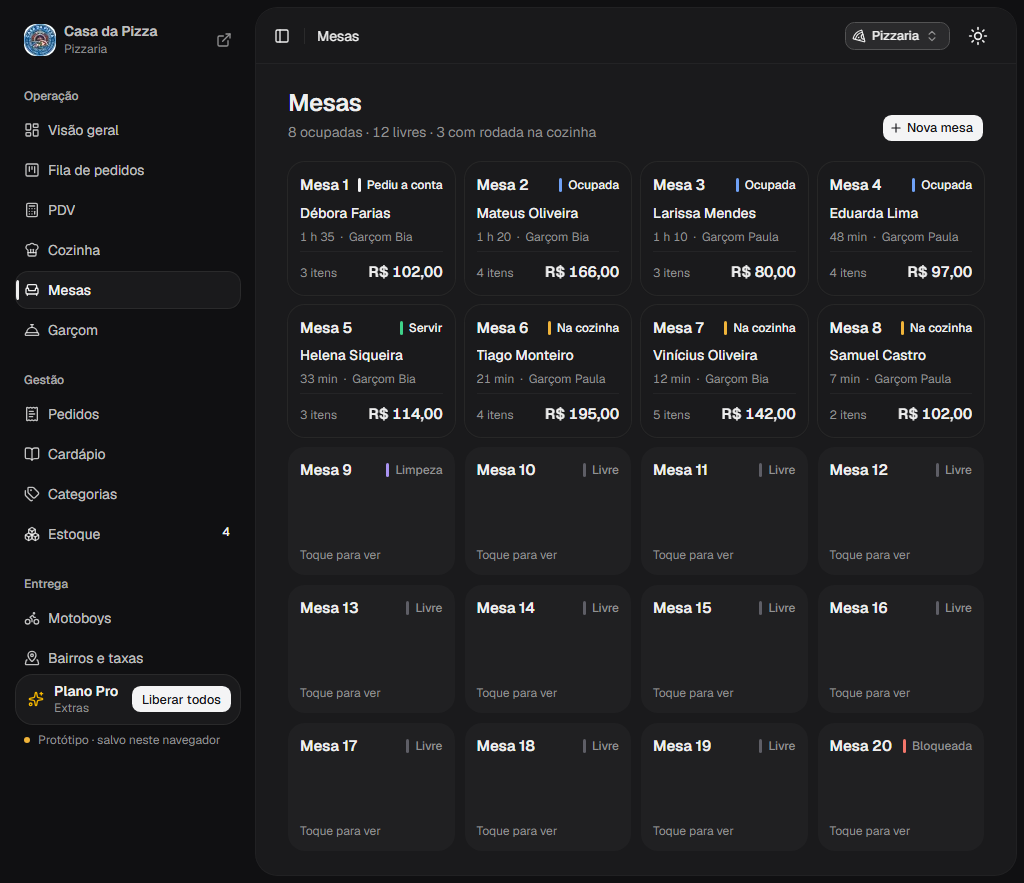 Casa da Pizza
Pizzaria
Operação
Visão geral
Fila de pedidos
PDV
Cozinha
Mesas
Garçom
Gestão
Pedidos
Cardápio
Categorias
Estoque 4
Entrega
Motoboys
Bairros e taxas
Plano Pro
Extras
Liberar todos
Protótipo · salvo neste navegador
Mesas
Pizzaria
Mesas
8 ocupadas · 12 livres · 3 com rodada na cozinha
+ Nova mesa
Mesa 1 Pediu a conta
Débora Farias
1 h 35 · Garçom Bia
3 itens R$ 102,00
Mesa 2 Ocupada
Mateus Oliveira
1 h 20 · Garçom Bia
4 itens R$ 166,00
Mesa 3 Ocupada
Larissa Mendes
1 h 10 · Garçom Paula
3 itens R$ 80,00
Mesa 4 Ocupada
Eduarda Lima
48 min · Garçom Paula
4 itens R$ 97,00
Mesa 5 Servir
Helena Siqueira
33 min · Garçom Bia
3 itens R$ 114,00
Mesa 6 Na cozinha
Tiago Monteiro
21 min · Garçom Paula
4 itens R$ 195,00
Mesa 7 Na cozinha
Vinícius Oliveira
12 min · Garçom Bia
5 itens R$ 142,00
Mesa 8 Na cozinha
Samuel Castro
7 min · Garçom Paula
2 itens R$ 102,00
Mesa 9 Limpeza
Toque para ver
Mesa 10 Livre
Toque para ver
Mesa 11 Livre
Toque para ver
Mesa 12 Livre
Toque para ver
Mesa 13 Livre
Toque para ver
Mesa 14 Livre
Toque para ver
Mesa 15 Livre
Toque para ver
Mesa 16 Livre
Toque para ver
Mesa 17 Livre
Toque para ver
Mesa 18 Livre
Toque para ver
Mesa 19 Livre
Toque para ver
Mesa 20 Bloqueada
Toque para ver